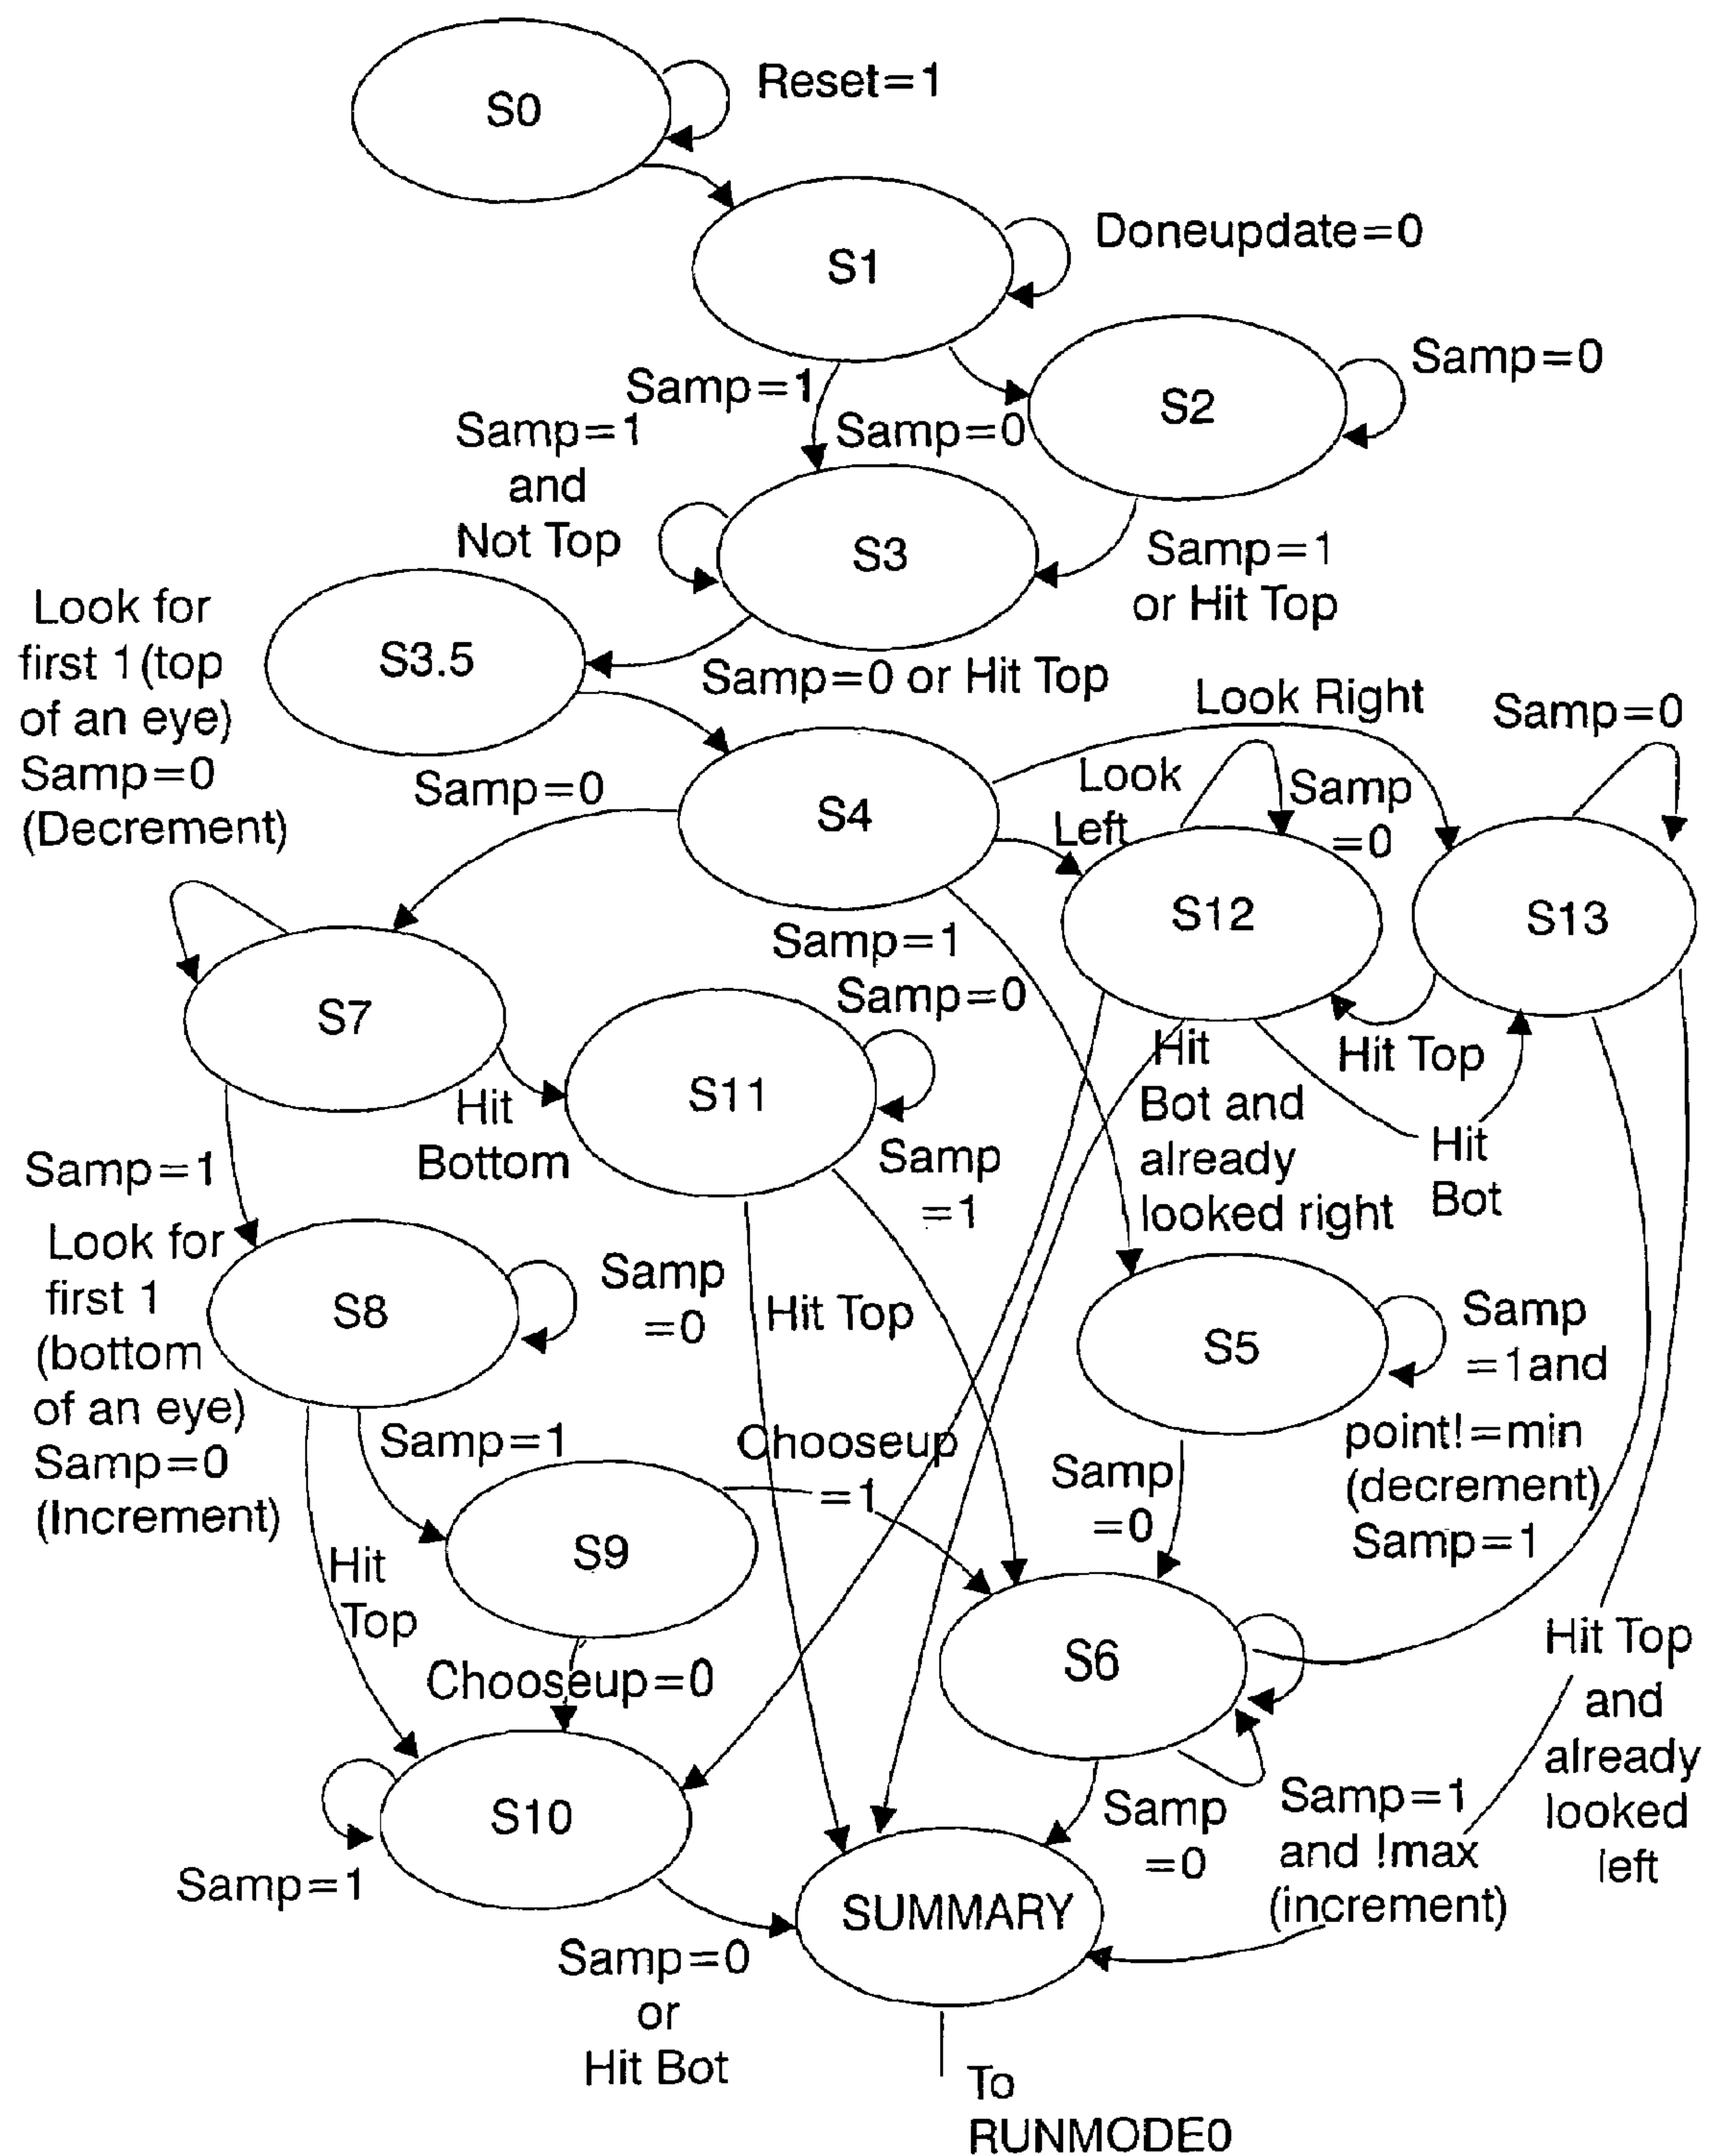 S0
Reset=1
S1
Doneupdate=0
Samp=1
Samp=0
S2
Samp=0
Samp=1
and
Not Top
S3
Samp=1
or Hit Top
Look for
first 1(top
of an eye)
Samp=0
(Decrement)
S3.5
Samp=0 or Hit Top
Look Right
Samp=0
Samp=0
S4
Look
Left
Samp
=0
S12
S13
Samp=1
Samp=0
S7
Hit
Bottom
S11
Samp
=1
Hit
Bot and
already
looked right
Hit Top
Hit
Bot
Samp=1
Look for
first 1
(bottom
of an eye)
Samp=0
(Increment)
S8
Samp
=0
Hit Top
S5
Samp
=1and
point!=min
(decrement)
Samp=1
Samp=1
Chooseup
=1
Samp
=0
Hit
Top
S9
Chooseup=0
S6
Hit Top
and
already
looked
left
S10
Samp=1
Samp
=0
Samp=1
and !max
(increment)
SUMMARY
Samp=0
or
Hit Bot
To
RUNMODE0